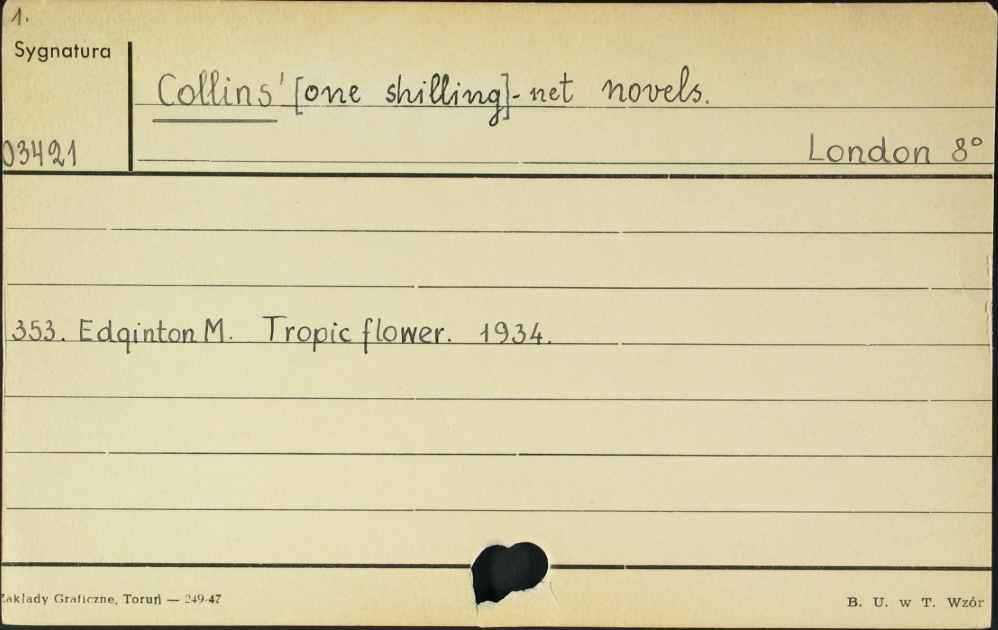 1.
Sygnatura
Collins' [one shilling]-net novels.
03421
London 8°
353. Edginton M. Tropic flower. 1934.
Zakłady Graficzne, Toruń — 249-47
B. U. w T. Wzór